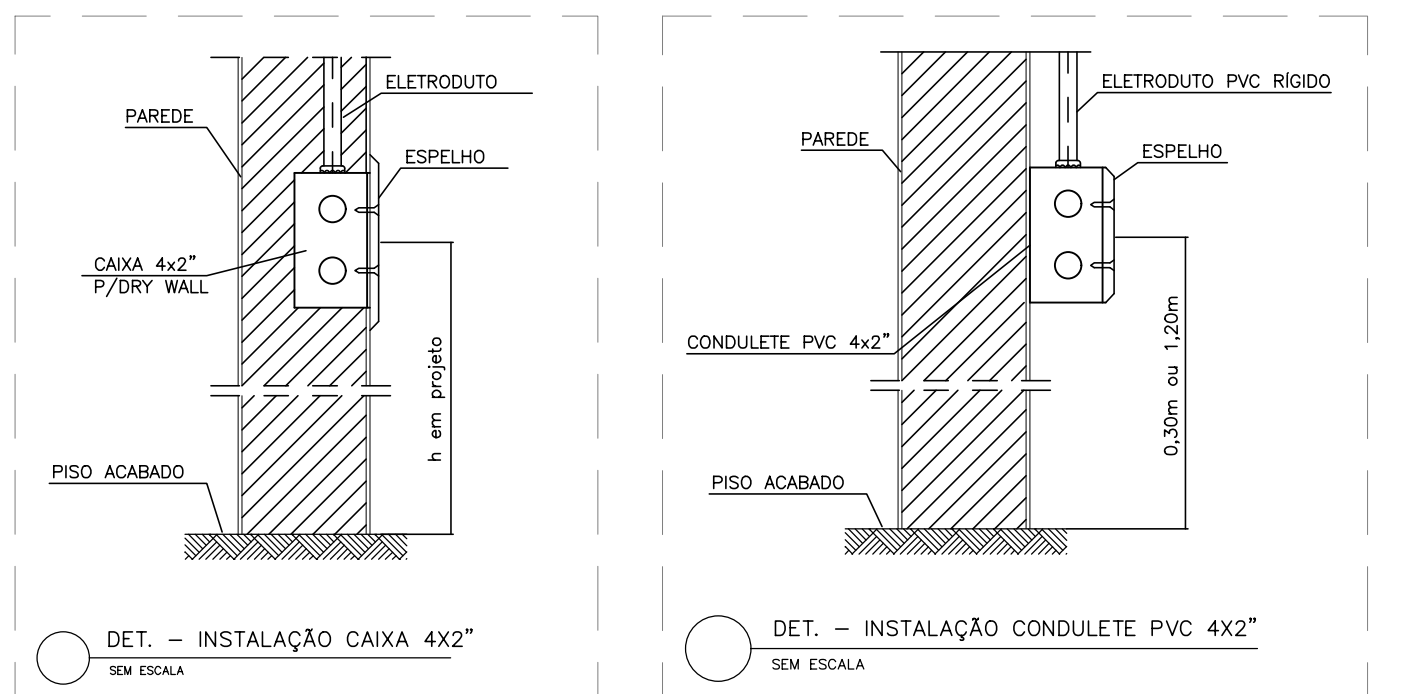 ELETRODUTO
PAREDE
ESPELHO
CAIXA 4x2"
P/DRY WALL
h em projeto
PISO ACABADO
DET. – INSTALAÇÃO CAIXA 4X2"
SEM ESCALA
ELETRODUTO PVC RÍGIDO
PAREDE
ESPELHO
CONDULETE PVC 4x2"
0,30m ou 1,20m
PISO ACABADO
DET. – INSTALAÇÃO CONDULETE PVC 4X2"
SEM ESCALA